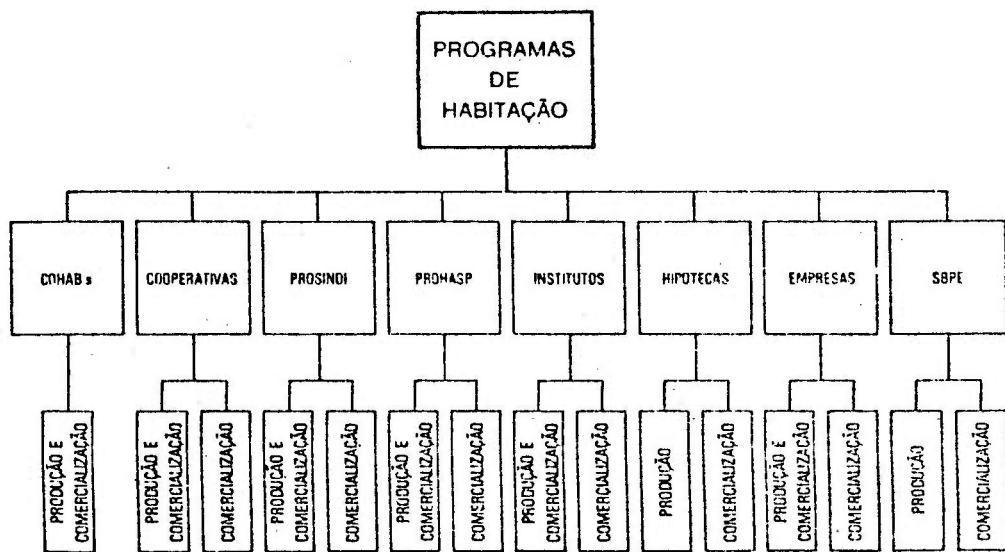 PROGRAMAS
DE
HABITAÇÃO
COHAB s
COOPERATIVAS
PROSINDI
PROHASP
INSTITUTOS
HIPOTECAS
EMPRESAS
SBPE
PRODUÇÃO E
COMERCIALIZAÇÃO
PRODUÇÃO E
COMERCIALIZAÇÃO
COMERCIALIZAÇÃO
PRODUÇÃO E
COMERCIALIZAÇÃO
COMERCIALIZAÇÃO
PRODUÇÃO E
COMERCIALIZAÇÃO
COMERCIALIZAÇÃO
PRODUÇÃO E
COMERCIALIZAÇÃO
COMERCIALIZAÇÃO
PRODUÇÃO
COMERCIALIZAÇÃO
PRODUÇÃO E
COMERCIALIZAÇÃO
COMERCIALIZAÇÃO
PRODUÇÃO
COMERCIALIZAÇÃO